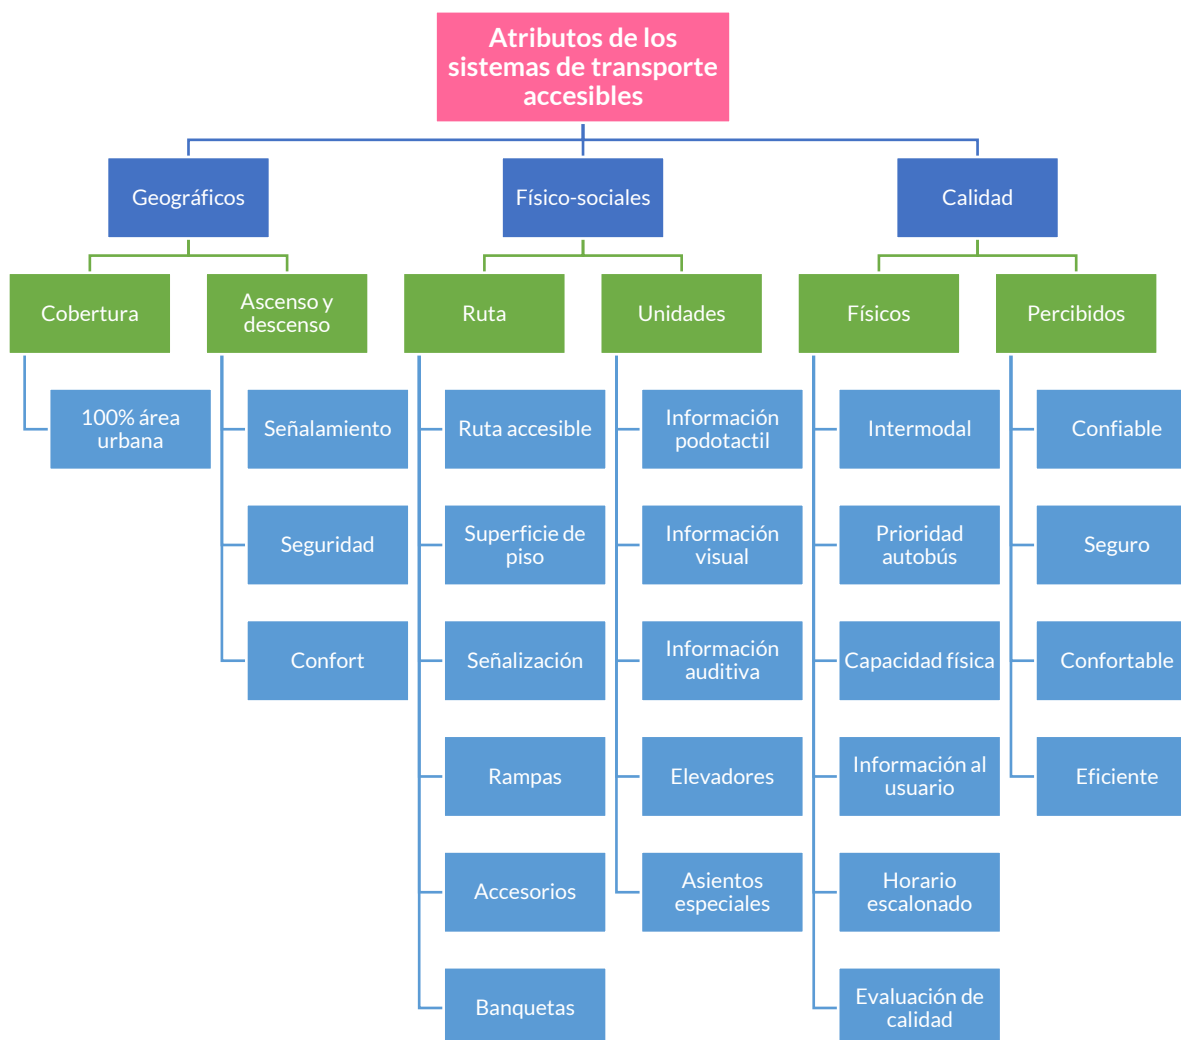 Atributos de los
sistemas de transporte
accesibles
Geográficos
Físico-sociales
Calidad
Cobertura
Ascenso y
descenso
Ruta
Unidades
Físicos
Percibidos
100% área
urbana
Señalamiento
Seguridad
Confort
Ruta accesible
Superficie de
piso
Señalización
Rampas
Accesorios
Banquetas
Información
podotactil
Información
visual
Información
auditiva
Elevadores
Asientos
especiales
Intermodal
Prioridad
autobús
Capacidad física
Información al
usuario
Horario
escalonado
Evaluación de
calidad
Confiable
Seguro
Confortable
Eficiente